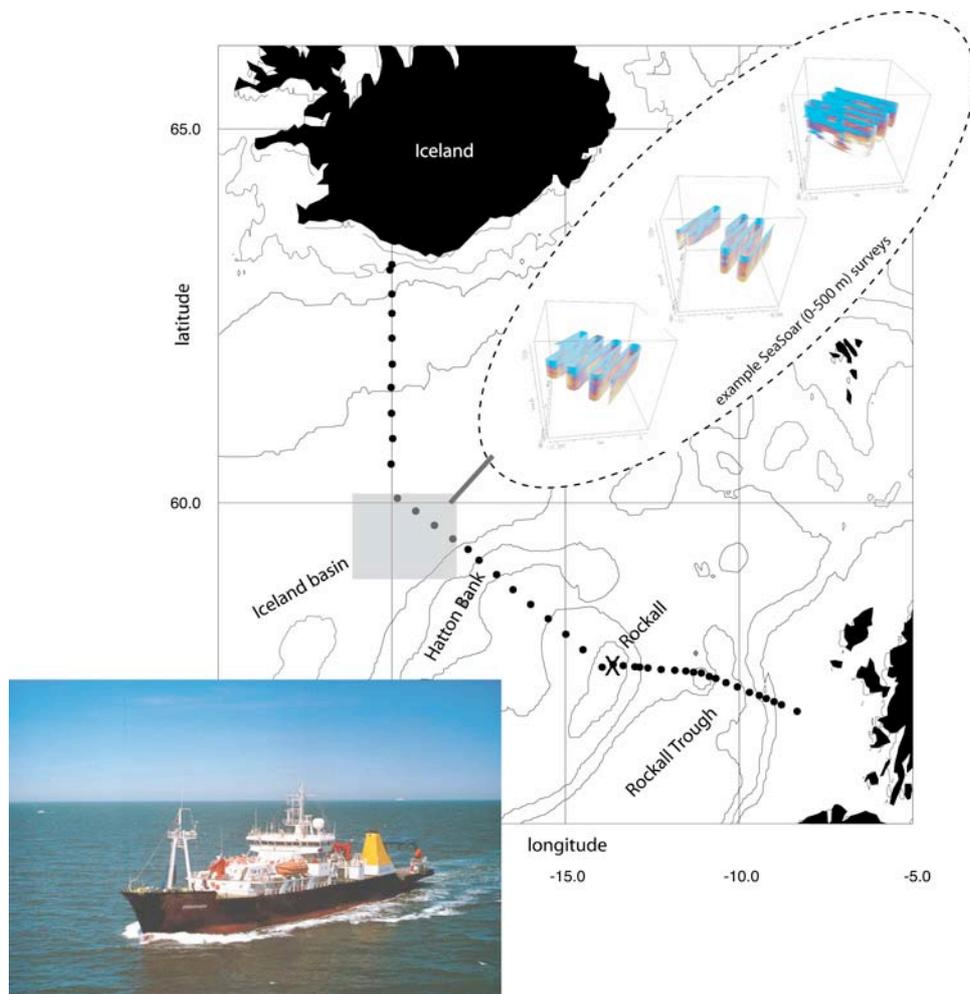 65.0
Iceland
latitude
example SeaSoar (0-500 m) surveys
60.0
Iceland basin
Hatton Bank
Rockall
Rockall Trough
longitude
-15.0
-10.0
-5.0